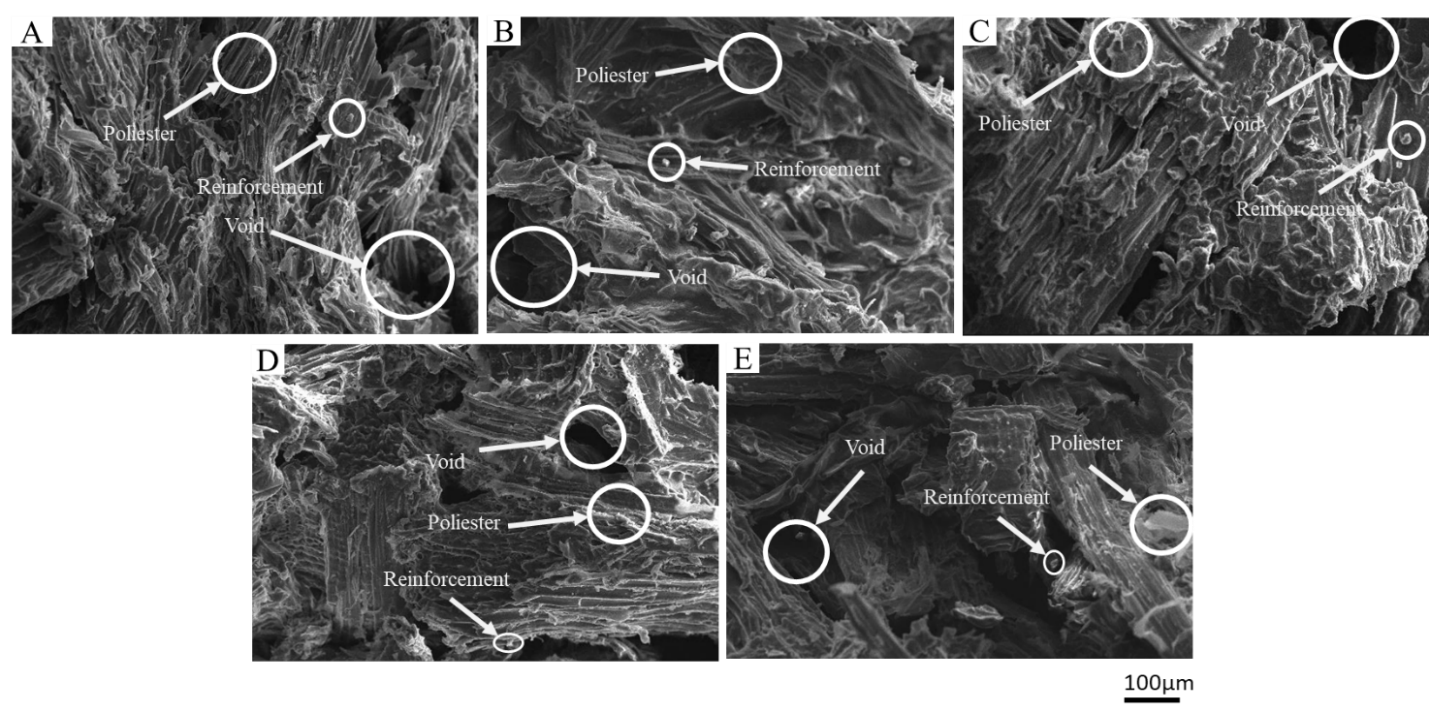 A
Poliester
Reinforcement
Void
B
Poliester
Reinforcement
Void
C
Poliester
Void
Reinforcement
D
Void
Poliester
Reinforcement
E
Void
Poliester
Reinforcement
100μm